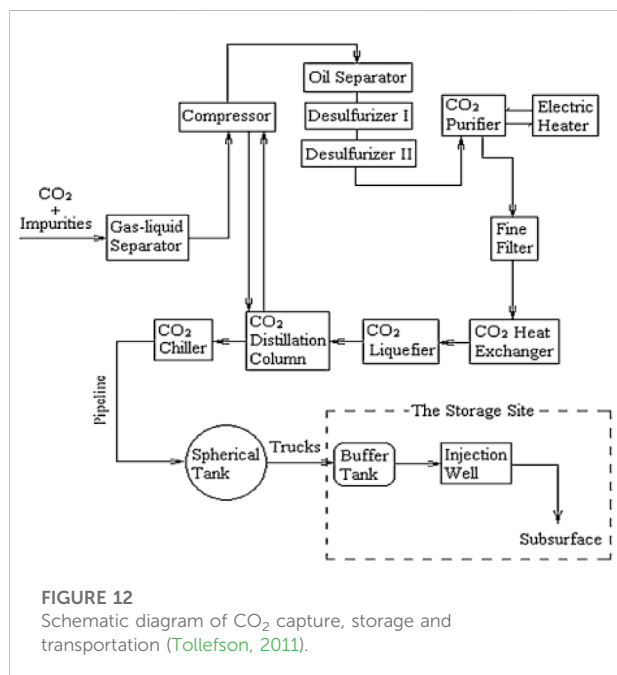 Oil Separator
Desulfurizer I
Desulfurizer II
Compressor
CO₂
Purifier
Electric
Heater
CO₂
+
Impurities
Gas-liquid
Separator
Fine
Filter
CO₂ Heat
Exchanger
CO₂
Liquefier
CO₂
Distillation
Column
CO₂
Chiller
Pipeline
Spherical
Tank
Trucks
The Storage Site
Buffer
Tank
Injection
Well
Subsurface
FIGURE 12
Schematic diagram of CO₂ capture, storage and
transportation (Tollefson, 2011).